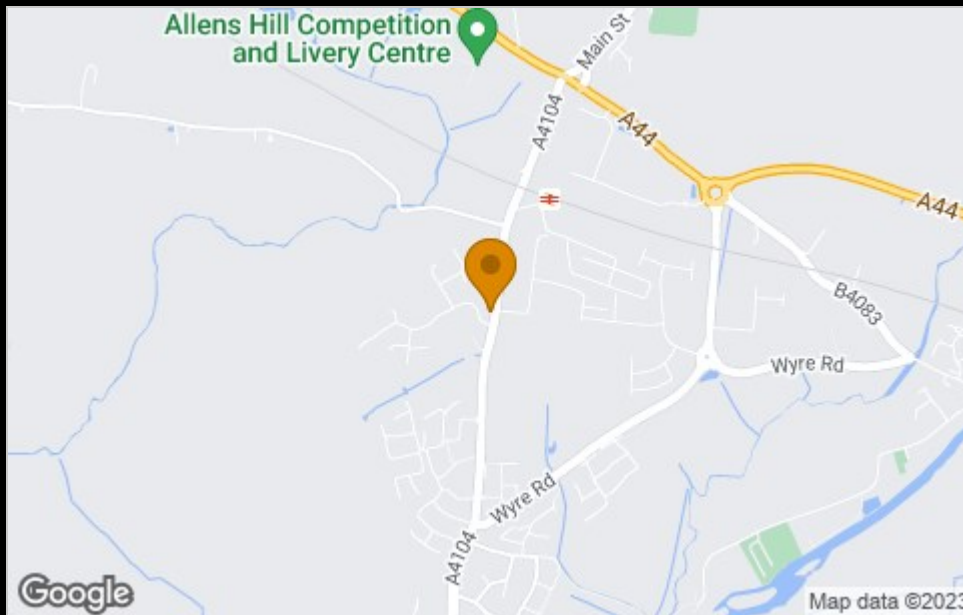 Allens Hill Competition
and Livery Centre
Main St
A4104
A44
A44
B4083
Wyre Rd
Wyre Rd
A4104
Google
Map data ©2023